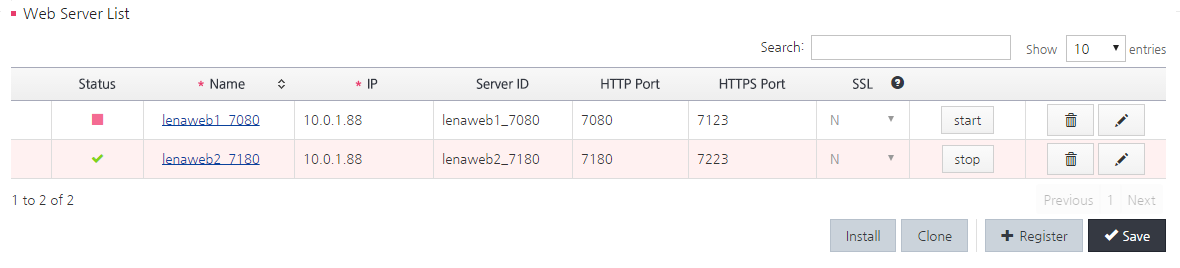 Web Server List
Search: Show 10 entries
Status * Name * IP Server ID HTTP Port HTTPS Port SSL ?
lenaweb1_7080 10.0.1.88 lenaweb1_7080 7080 7123 N start
lenaweb2_7180 10.0.1.88 lenaweb2_7180 7180 7223 N stop
1 to 2 of 2 Previous 1 Next
Install Clone + Register Save